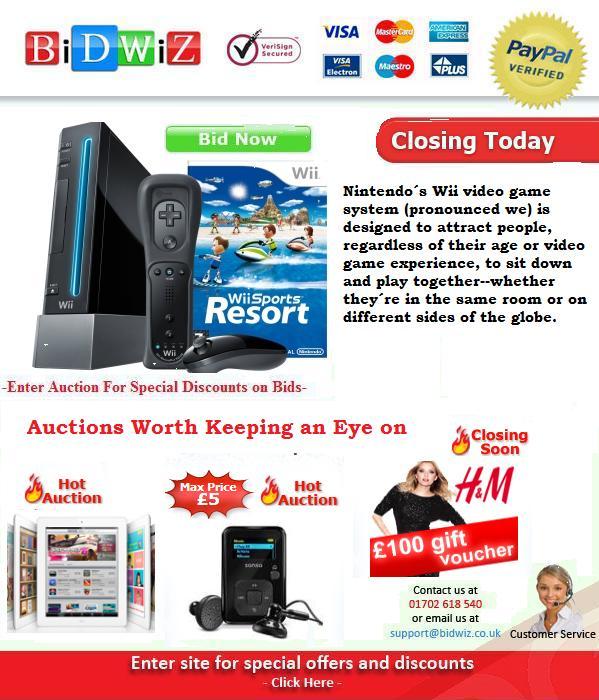 BiDWiZ
VeriSign
Secured
VISA
MasterCard
AMERICAN
EXPRESS
VISA
Electron
Maestro
PLUS
PayPal
VERIFIED
Bid Now
Closing Today
Wii
Wii Sports
Resort
Nintendo
Wii
Wii
Nintendo´s Wii video game
system (pronounced we) is
designed to attract people,
regardless of their age or video
game experience, to sit down
and play together--whether
they´re in the same room or on
different sides of the globe.
-Enter Auction For Special Discounts on Bids-
Auctions Worth Keeping an Eye on
Hot
Auction
Max Price
£5
Hot
Auction
Closing
Soon
H&M
£100 gift
voucher
sansa
Contact us at
01702 618 540
or email us at
support@bidwiz.co.uk
Customer Service
Enter site for special offers and discounts
- Click Here -